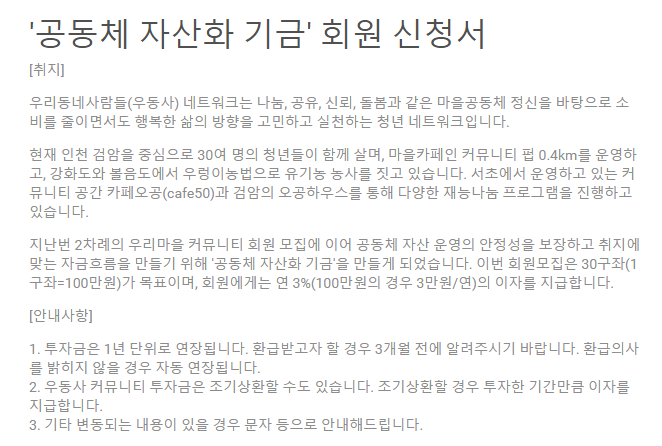 '공동체 자산화 기금' 회원 신청서
[취지]
우리동네사람들(우동사) 네트워크는 나눔, 공유, 신뢰, 돌봄과 같은 마을공동체 정신을 바탕으로 소
비를 줄이면서도 행복한 삶의 방향을 고민하고 실천하는 청년 네트워크입니다.
현재 인천 검암을 중심으로 30여 명의 청년들이 함께 살며, 마을카페인 커뮤니티 펍 0.4km를 운영하
고, 강화도와 볼음도에서 우렁이농법으로 유기농 농사를 짓고 있습니다. 서초에서 운영하고 있는 커
뮤니티 공간 카페오공(cafe50)과 검암의 오공하우스를 통해 다양한 재능나눔 프로그램을 진행하고
있습니다.
지난번 2차례의 우리마을 커뮤니티 회원 모집에 이어 공동체 자산 운영의 안정성을 보장하고 취지에
맞는 자금흐름을 만들기 위해 '공동체 자산화 기금'을 만들게 되었습니다. 이번 회원모집은 30구좌(1
구좌=100만원)가 목표이며, 회원에게는 연 3%(100만원의 경우 3만원/연)의 이자를 지급합니다.
[안내사항]
1. 투자금은 1년 단위로 연장됩니다. 환급받고자 할 경우 3개월 전에 알려주시기 바랍니다. 환급의사
를 밝히지 않을 경우 자동 연장됩니다.
2. 우동사 커뮤니티 투자금은 조기상환할 수도 있습니다. 조기상환할 경우 투자한 기간만큼 이자를
지급합니다.
3. 기타 변동되는 내용이 있을 경우 문자 등으로 안내해드립니다.